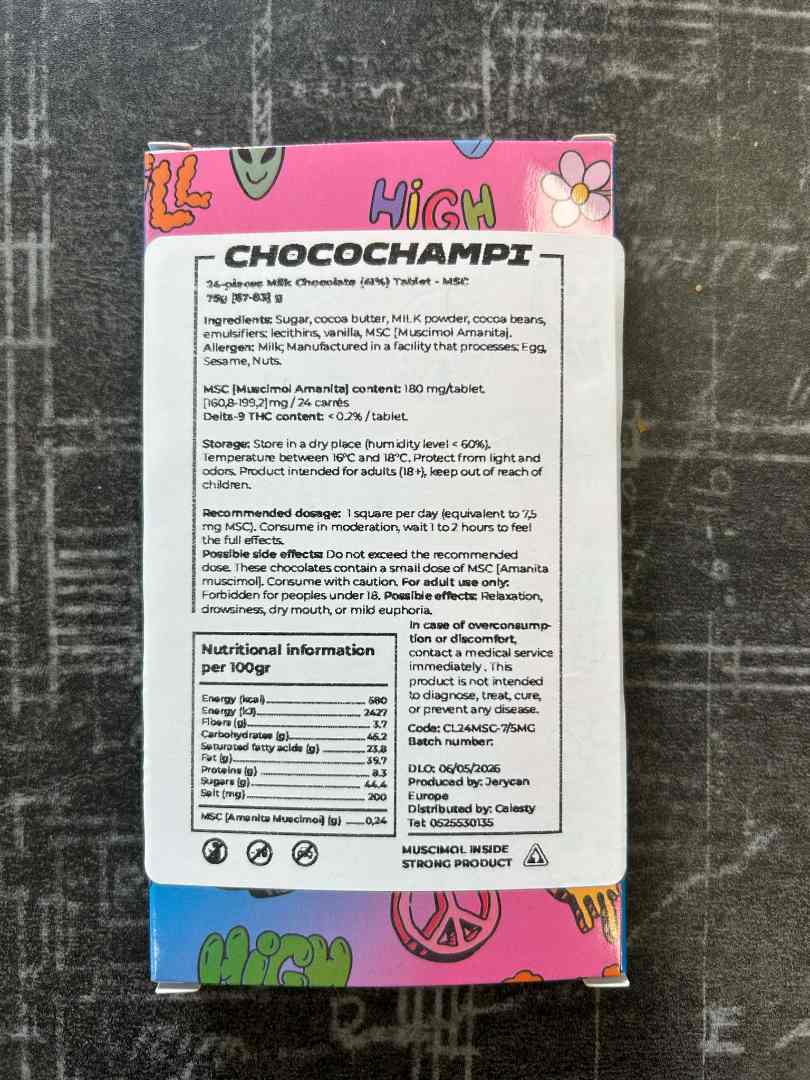 LL
HiGH
CHOCOCHAMPI
24-pieces Milk Chocolate (41%) Tablet - MSC
75g [67-83] g
Ingredients: Sugar, cocoa butter, MILK powder, cocoa beans,
emulsifiers; lecithins, vanilla, MSC [Muscimol Amanita].
Allergen: Milk; Manufactured in a facility that processes: Egg,
Sesame, Nuts.
MSC [Muscimol Amanita] content: 180 mg/tablet.
[160,8-199,2]mg / 24 carrés
Delta-9 THC content: <0.2% / tablet.
Storage: Store in a dry place (humidity level < 60%).
Temperature between 16°C and 18°C. Protect from light and
odors. Product intended for adults (18+), keep out of reach of
children.
Recommended dosage: 1 square per day (equivalent to 7,5
mg MSC). Consume in moderation, wait 1 to 2 hours to feel
the full effects.
Possible side effects: Do not exceed the recommended
dose. These chocolates contain a small dose of MSC [Amanita
muscimol]. Consume with caution. For adult use only:
Forbidden for peoples under 18. Possible effects: Relaxation,
drowsiness, dry mouth, or mild euphoria.
In case of overconsump-
tion or discomfort,
contact a medical service
immediately. This
product is not intended
to diagnose, treat, cure,
or prevent any disease.
Code: CL24MSC-7/5MG
Batch number:
DLO: 06/05/2026
Produced by: Jerycan
Europe
Distributed by: Calesty
Tel: 0525530135
Nutritional information
per 100gr
Energy (kcal) 580
Energy (kJ) 2427
Fibers (g) 3.7
Carbohydrates (g) 46.2
Saturated fatty acids (g) 23.8
Fat (g) 39.7
Proteins (g) 8.3
Sugars (g) 44.4
Salt (mg) 200
MSC [Amanita Muscimol] (g) 0,24
-18
MUSCIMOL INSIDE
STRONG PRODUCT
HiGH